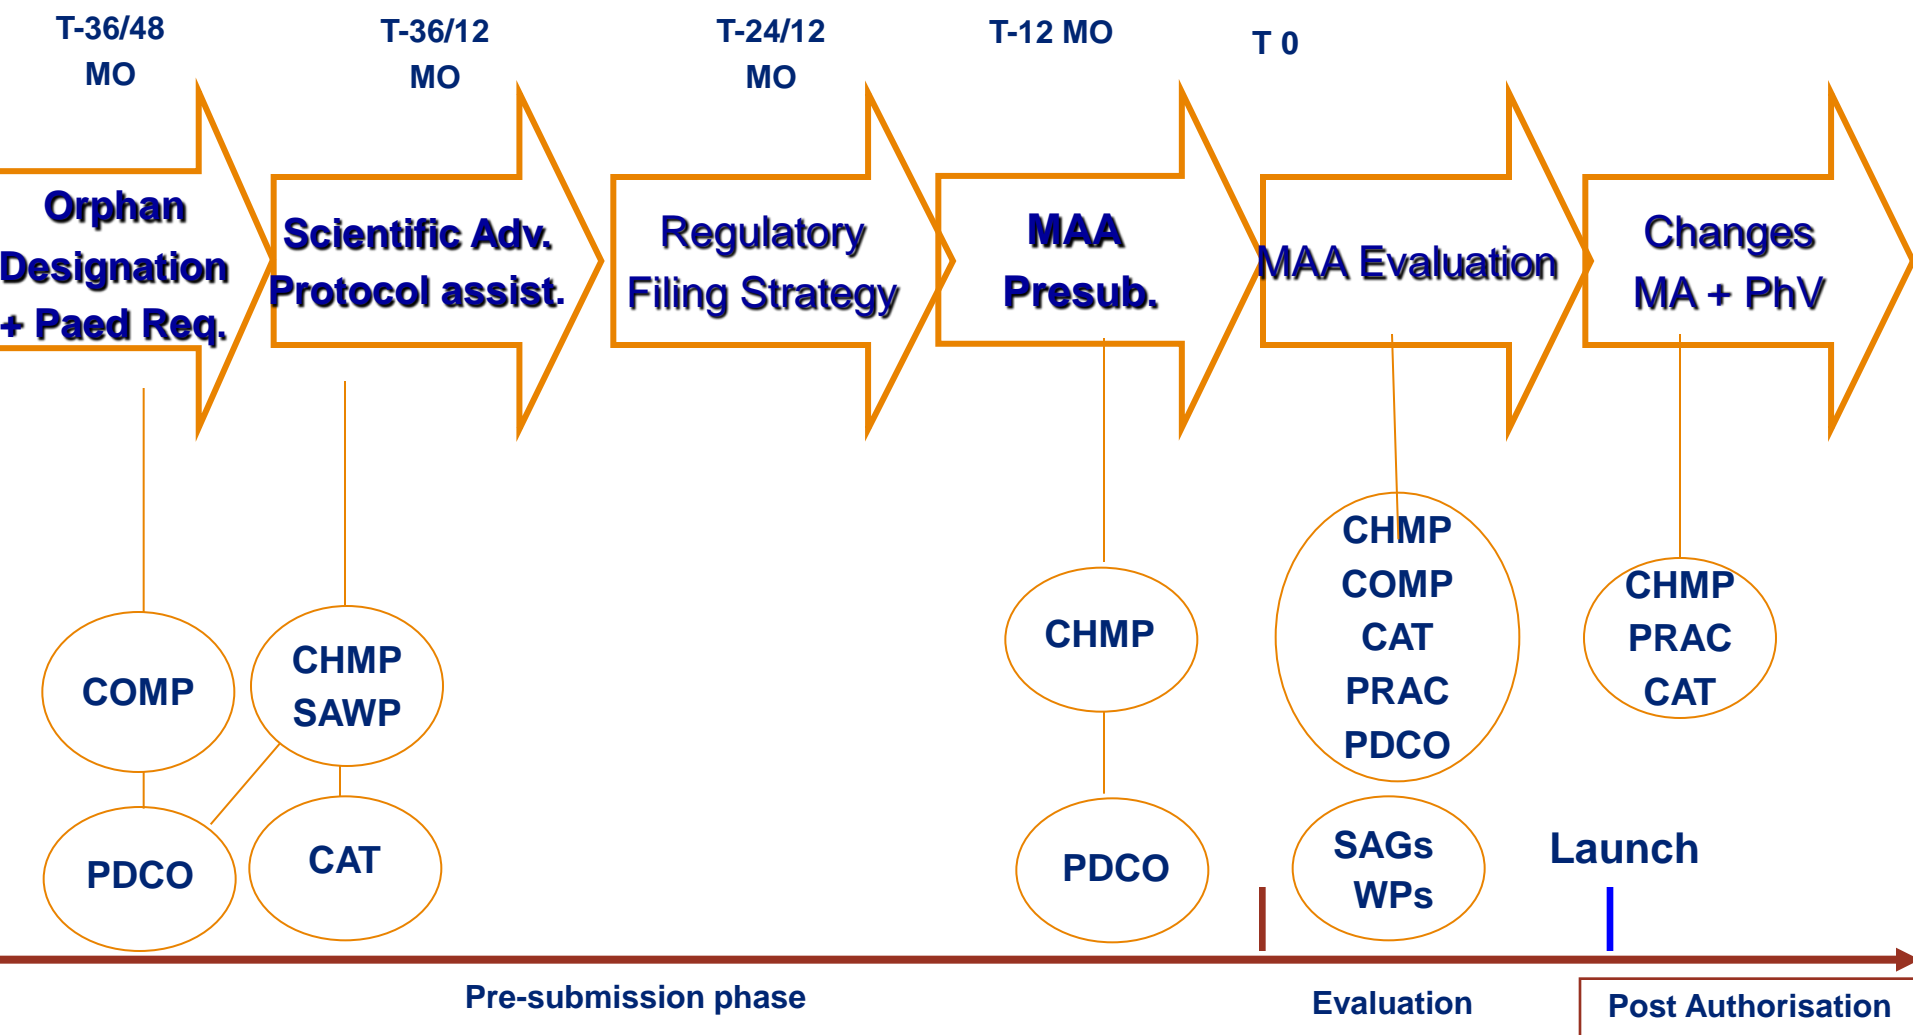 T-36/48
MO
T-36/12
MO
T-24/12
MO
T-12 MO
T 0
Orphan
Designation
+ Paed Req.
Scientific Adv.
Protocol assist.
Regulatory
Filing Strategy
MAA
Presub.
MAA Evaluation
Changes
MA + PhV
COMP
PDCO
CHMP
SAWP
CAT
CHMP
PDCO
CHMP
COMP
CAT
PRAC
PDCO
SAGs
WPs
CHMP
PRAC
CAT
Launch
Pre-submission phase
Evaluation
Post Authorisation